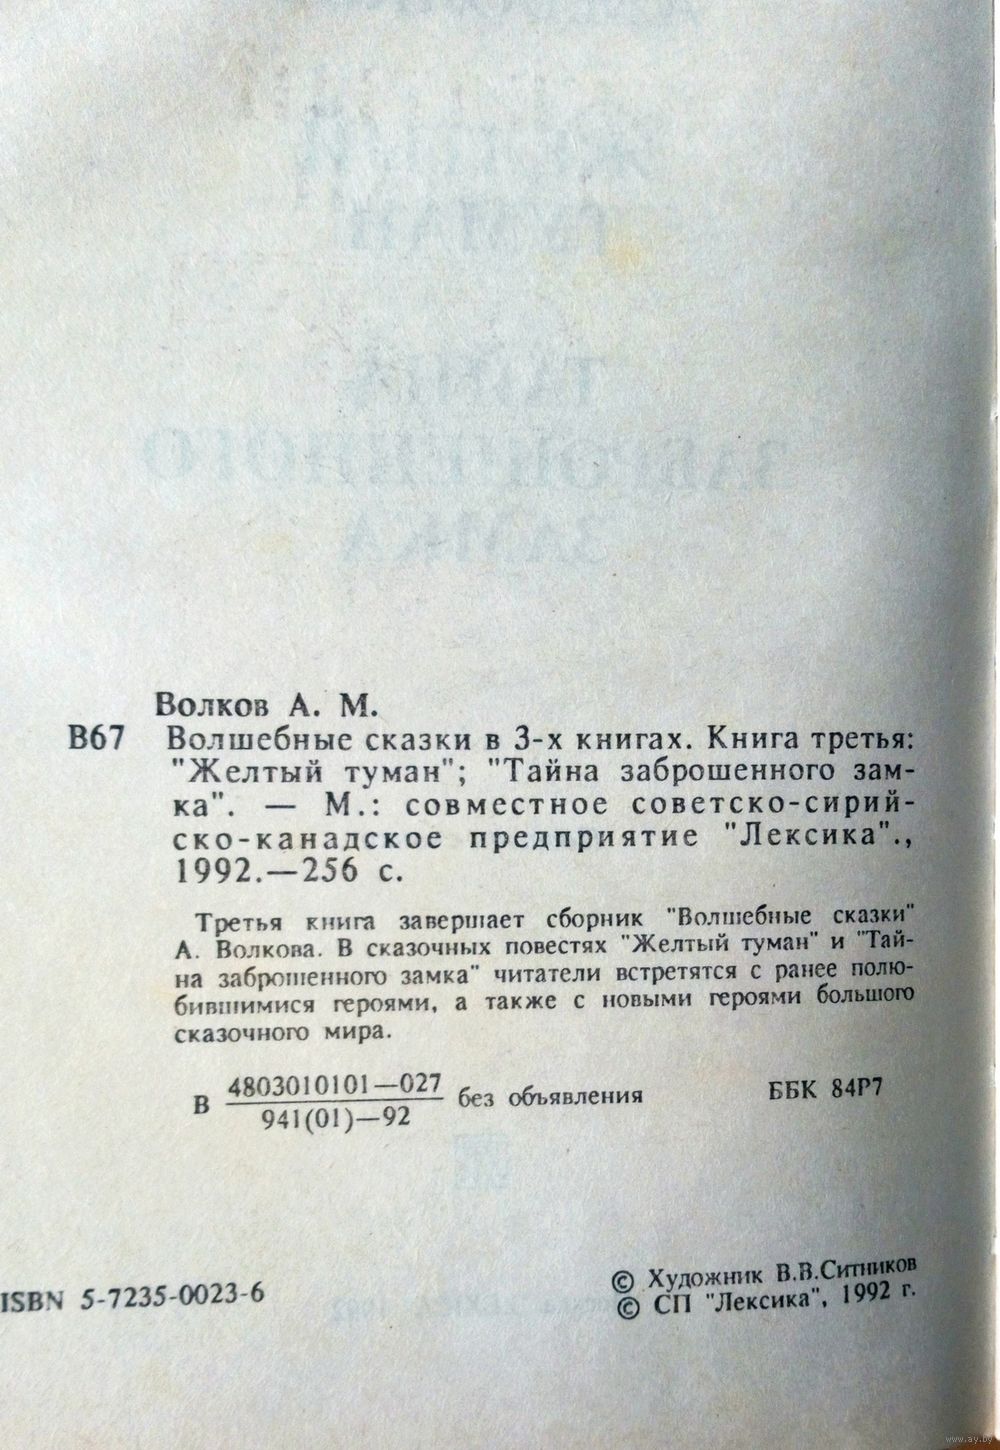 Волков А. М.
В67 Волшебные сказки в 3-х книгах. Книга третья:
"Желтый туман"; "Тайна заброшенного зам-
ка". — М.: совместное советско-сирий-
ско-канадское предприятие "Лексика".,
1992.—256 с.
Третья книга завершает сборник "Волшебные сказки"
А. Волкова. В сказочных повестях "Желтый туман" и "Тай-
на заброшенного замка" читатели встретятся с ранее полю-
бившимися героями, а также с новыми героями большого
сказочного мира.
В 4803010101—027 без объявления ББК 84Р7
941(01)—92
ISBN 5-7235-0023-6
© Художник В.В.Ситников
© СП "Лексика", 1992 г.
www.ay.by